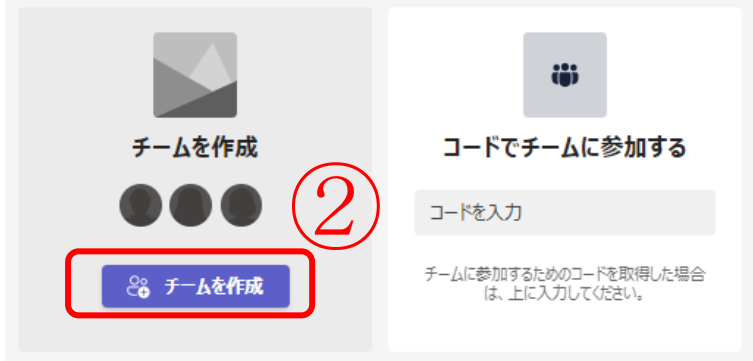 チームを作成
②
チームを作成
コードでチームに参加する
コードを入力
チームに参加するためのコードを取得した場合
は、上に入力してください。